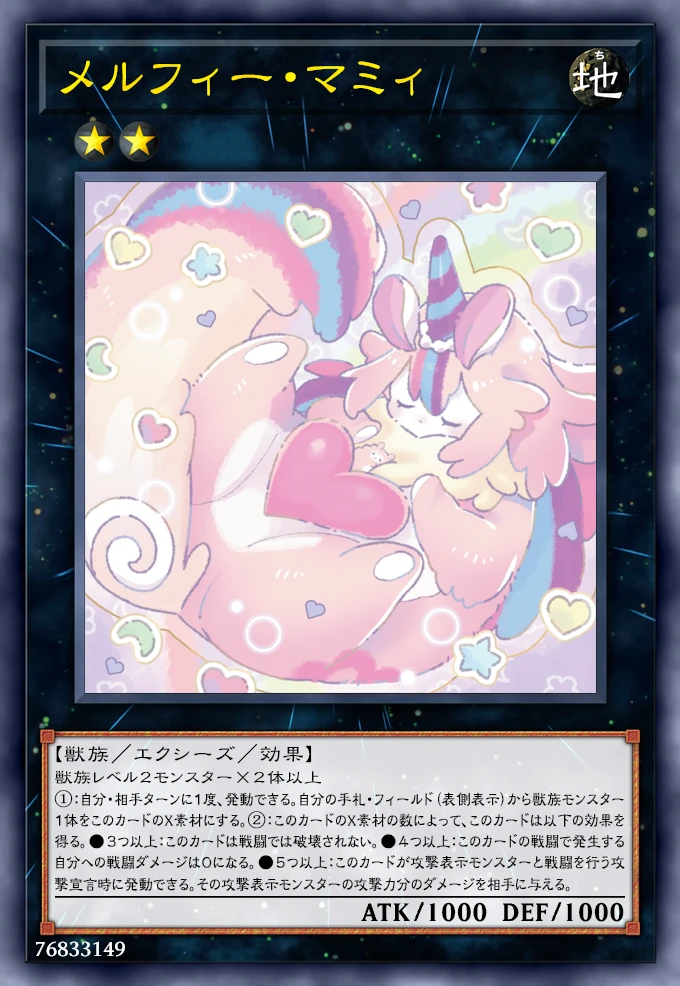 メルフィー・マミィ
ち
地
【獣族／エクシーズ／効果】
獣族レベル２モンスター×２体以上
①：自分・相手ターンに1度、発動できる。自分の手札・フィールド(表側表示)から獣族モンスター
1体をこのカードのX素材にする。②：このカードのX素材の数によって、このカードは以下の効果を
得る。●３つ以上：このカードは戦闘では破壊されない。●４つ以上：このカードの戦闘で発生する
自分への戦闘ダメージは０になる。●５つ以上：このカードが攻撃表示モンスターと戦闘を行う攻
撃宣言時に発動できる。その攻撃表示モンスターの攻撃力分のダメージを相手に与える。
ATK/1000 DEF/1000
76833149